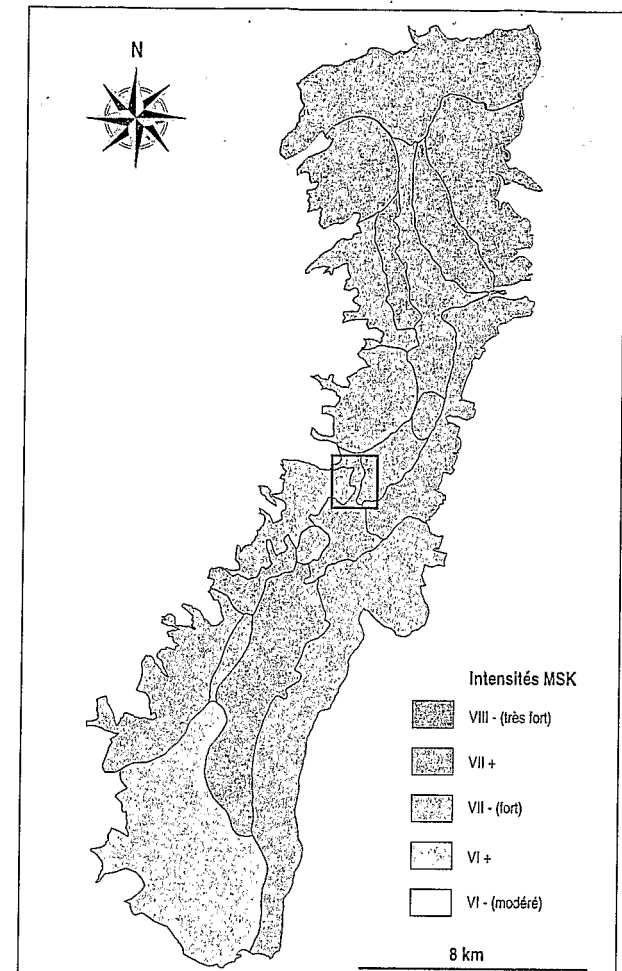 N
Intensités MSK
VIII - (très fort)
VII +
VII - (fort)
VI +
VI - (modéré)
8 km